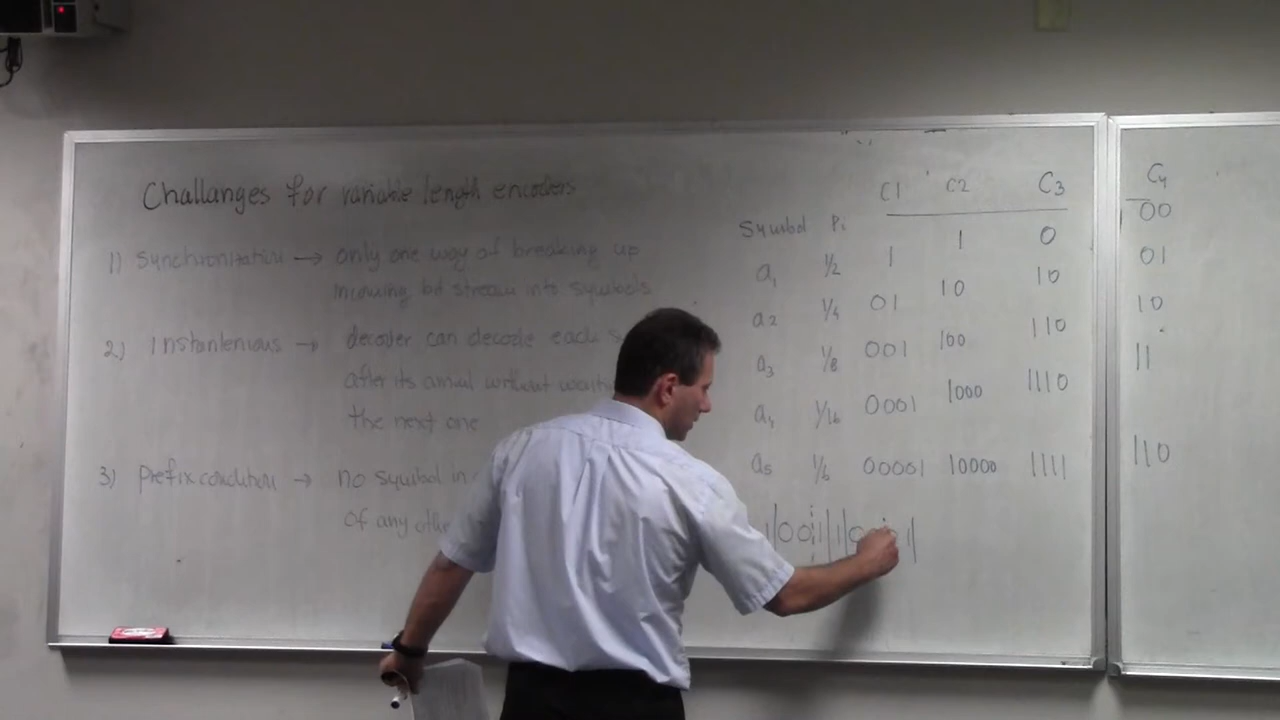 Challanges for variable length encoders
1) Synchronization → only one way of breaking up
incoming bit stream into symbols
2) Instantenious → decoder can decode each
after its arrival without
the next one
3) Prefix condition → no symbol in
of any
C1 C2 C3 C4
Symbol Pi
a1 1/2 1 1 0 00
a2 1/4 01 10 10 01
a3 1/8 001 100 110 10
a4 1/16 0001 1000 1110 11
a5 1/6 00001 10000 1111 110